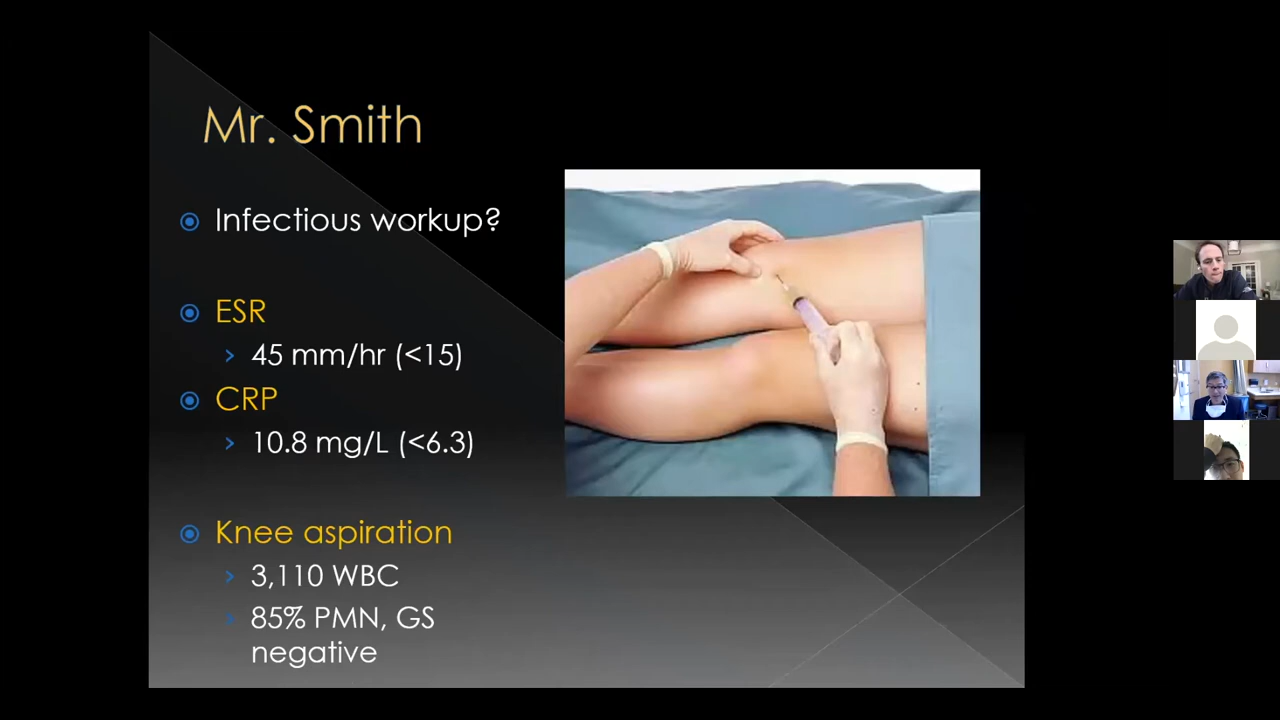 Mr. Smith
Infectious workup?
ESR
45 mm/hr (<15)
CRP
10.8 mg/L (<6.3)
Knee aspiration
3,110 WBC
85% PMN, GS
negative